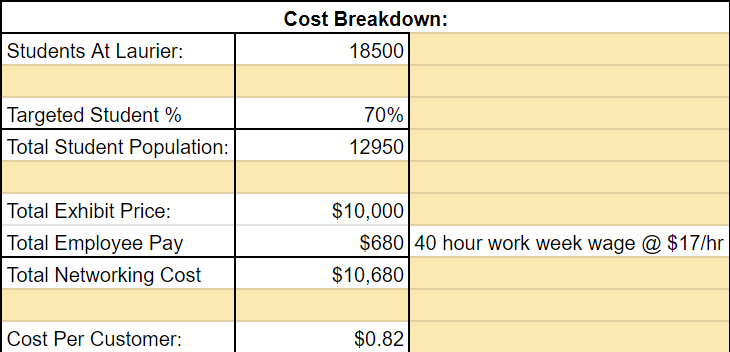 Cost Breakdown:
Students At Laurier: 18500
Targeted Student % 70%
Total Student Population: 12950
Total Exhibit Price: $10,000
Total Employee Pay $680 40 hour work week wage @ $17/hr
Total Networking Cost $10,680
Cost Per Customer: $0.82